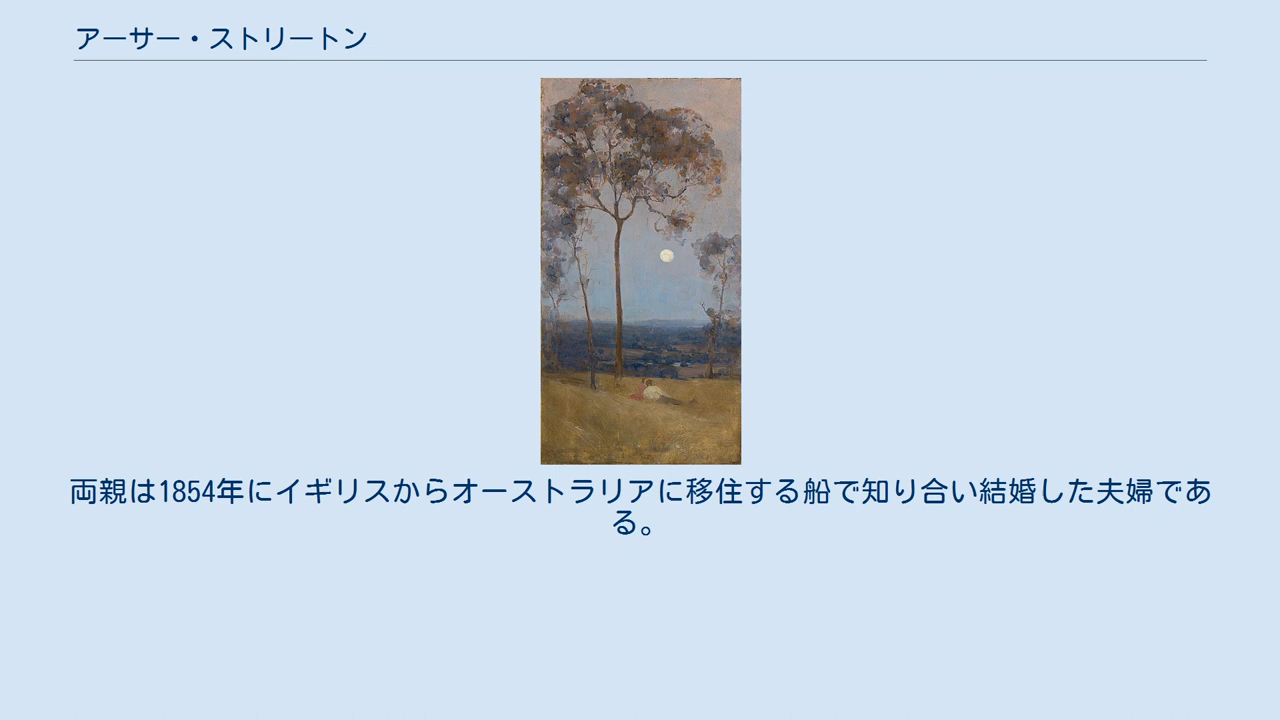 アーサー・ストリートン
両親は1854年にイギリスからオーストラリアに移住する船で知り合い結婚した夫婦であ
る。